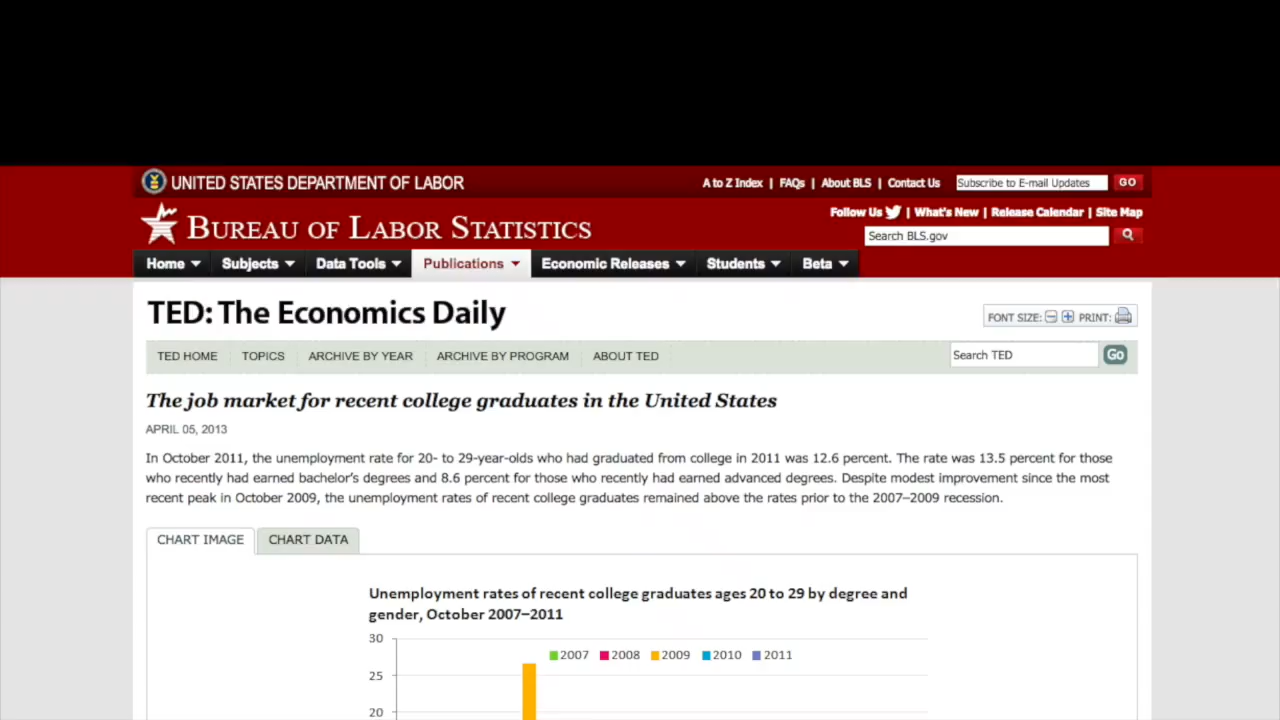 UNITED STATES DEPARTMENT OF LABOR
A to Z Index | FAQs | About BLS | Contact Us
Subscribe to E-mail Updates
GO
Follow Us | What's New | Release Calendar | Site Map
BUREAU OF LABOR STATISTICS
Search BLS.gov
Home Subjects Data Tools Publications Economic Releases Students Beta
TED: The Economics Daily
FONT SIZE: PRINT:
TED HOME TOPICS ARCHIVE BY YEAR ARCHIVE BY PROGRAM ABOUT TED
Search TED
Go
The job market for recent college graduates in the United States
APRIL 05, 2013
In October 2011, the unemployment rate for 20- to 29-year-olds who had graduated from college in 2011 was 12.6 percent. The rate was 13.5 percent for those
who recently had earned bachelor's degrees and 8.6 percent for those who recently had earned advanced degrees. Despite modest improvement since the most
recent peak in October 2009, the unemployment rates of recent college graduates remained above the rates prior to the 2007–2009 recession.
CHART IMAGE CHART DATA
Unemployment rates of recent college graduates ages 20 to 29 by degree and
gender, October 2007–2011
30
2007 2008 2009 2010 2011
25
20